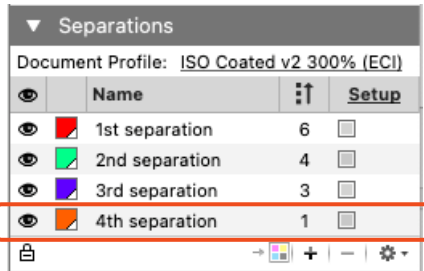 Separations
Document Profile: ISO Coated v2 300% (ECI)
Name Setup
1st separation 6
2nd separation 4
3rd separation 3
4th separation 1